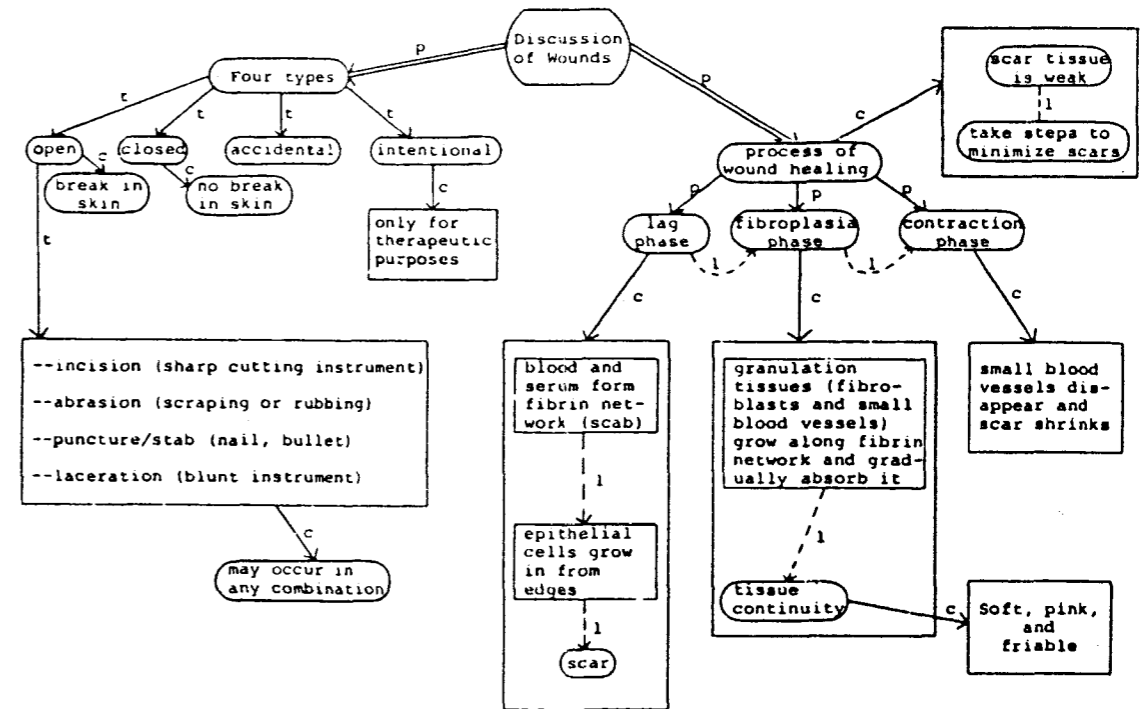 Discussion
of Wounds
p
p
Four types
t
t
t
t
open
closed
accidental
intentional
c
c
c
break in
skin
no break
in skin
only for
therapeutic
purposes
t
--incision (sharp cutting instrument)
--abrasion (scraping or rubbing)
--puncture/stab (nail, bullet)
--laceration (blunt instrument)
c
may occur in
any combination
process of
wound healing
c
scar tissue
is weak
l
take steps to
minimize scars
p
p
p
lag
phase
fibroplasia
phase
contraction
phase
l
l
c
c
c
blood and
serum form
fibrin net-
work (scab)
l
epithelial
cells grow
in from
edges
l
scar
granulation
tissues (fibro-
blasts and small
blood vessels)
grow along fibrin
network and grad-
ually absorb it
l
tissue
continuity
c
Soft, pink,
and
friable
small blood
vessels dis-
appear and
scar shrinks